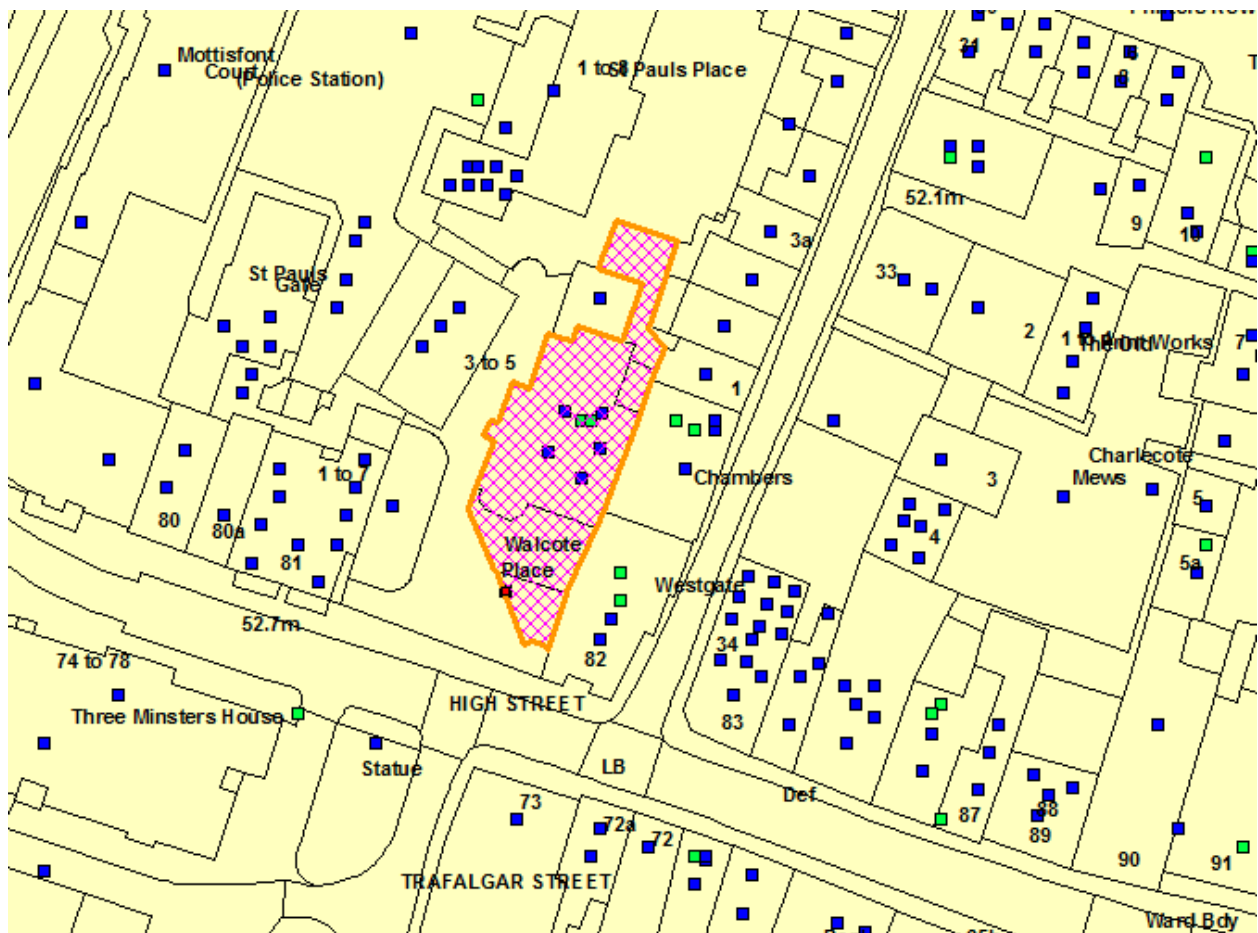 Mottisfont
Court
(Police Station)
1 to 8
St Pauls Place
31
6
8
52.1m
9
10
3a
33
St Pauls
Gate
2
The Old
Print Works
7
3 to 5
1
Charlecote
Mews
Chambers
3
5
1 to 7
80
80a
81
4
5a
Walcote
Place
Westgate
52.7m
82
34
83
74 to 78
HIGH STREET
Three Minsters House
LB
Statue
Def
73
72a
72
87
88
89
90
91
TRAFALGAR STREET
Ward Bdy